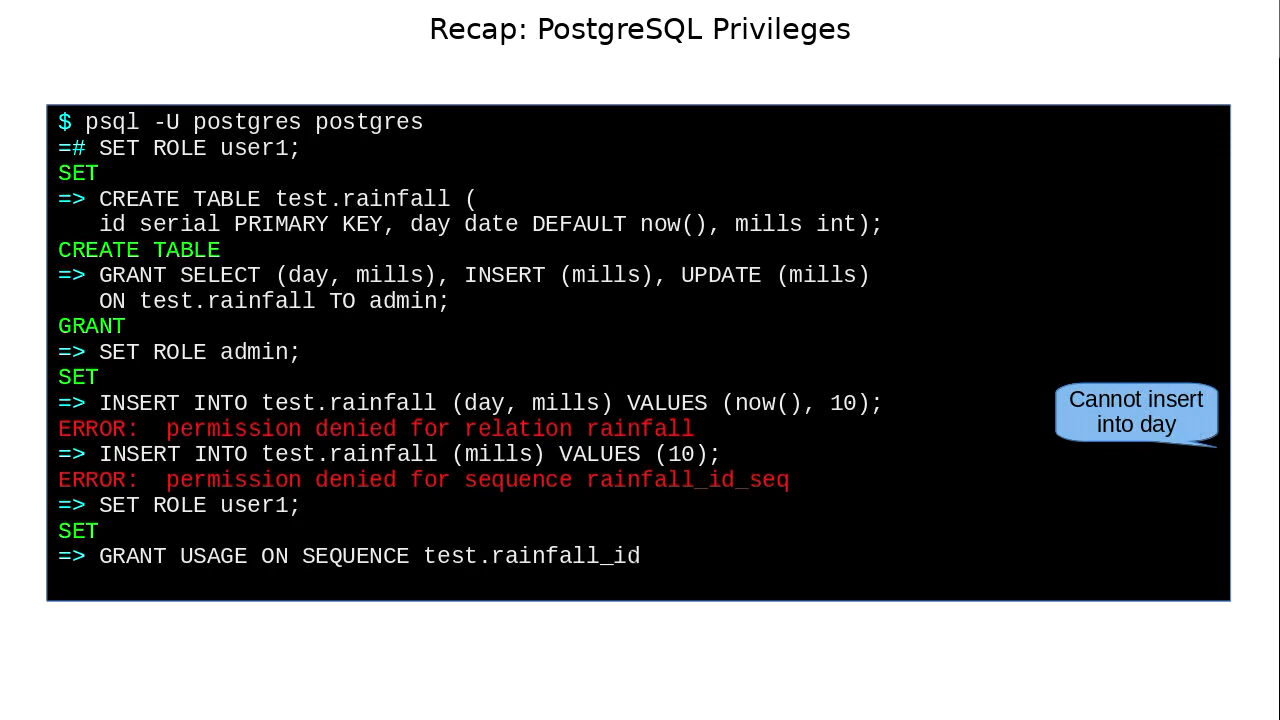 Recap: PostgreSQL Privileges
$ psql -U postgres postgres
=# SET ROLE user1;
SET
=> CREATE TABLE test.rainfall (
   id serial PRIMARY KEY, day date DEFAULT now(), mills int);
CREATE TABLE
=> GRANT SELECT (day, mills), INSERT (mills), UPDATE (mills)
   ON test.rainfall TO admin;
GRANT
=> SET ROLE admin;
SET
=> INSERT INTO test.rainfall (day, mills) VALUES (now(), 10);
ERROR:  permission denied for relation rainfall
=> INSERT INTO test.rainfall (mills) VALUES (10);
ERROR:  permission denied for sequence rainfall_id_seq
=> SET ROLE user1;
SET
=> GRANT USAGE ON SEQUENCE test.rainfall_id
Cannot insert
into day